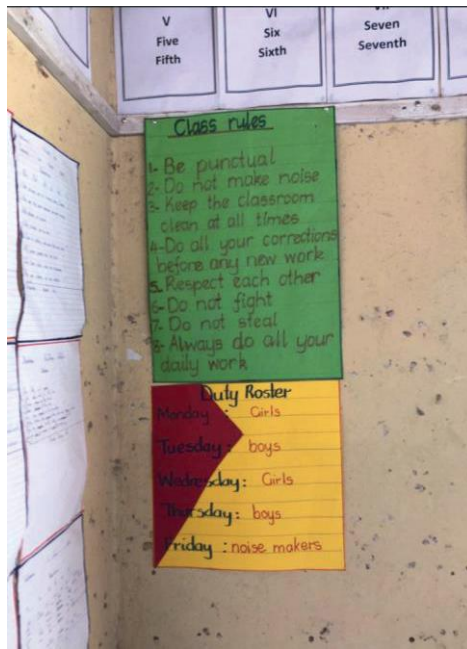 V
Five
Fifth
VI
Six
Sixth
Seven
Seventh
Class rules
1- Be punctual
2- Do not make noise
3- Keep the classroom
clean at all times
4-Do all your corrections
before any new work
5. Respect each other
6- Do not fight
7- Do not steal
8- Always do all your
daily work
Duty Roster
Monday : Girls
Tuesday: boys
Wednesday: Girls
Thursday: boys
Friday : noise makers